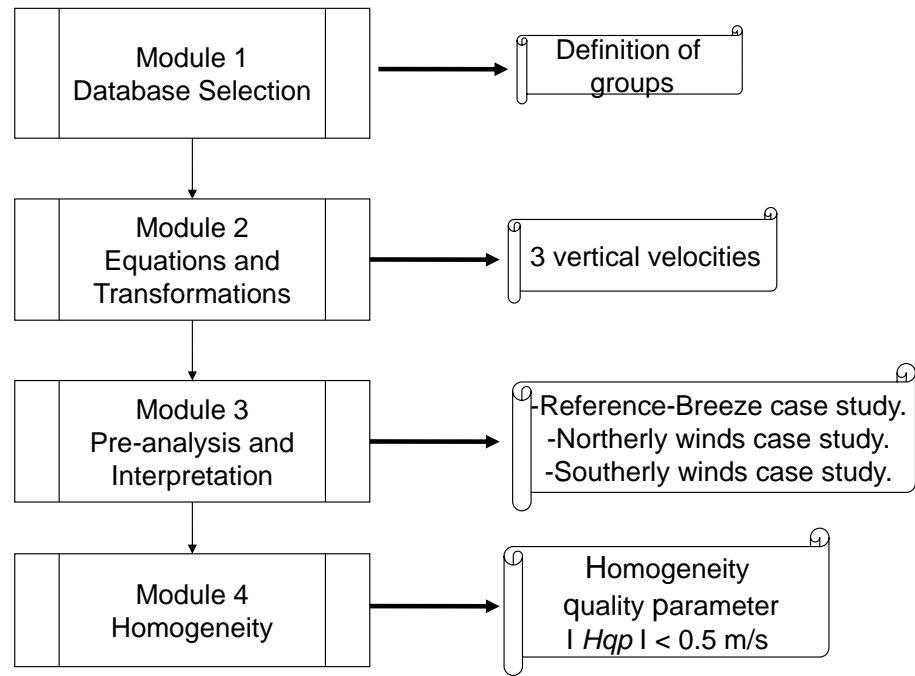 Module 1
Database Selection
Definition of
groups
Module 2
Equations and
Transformations
3 vertical velocities
Module 3
Pre-analysis and
Interpretation
-Reference-Breeze case study.
-Northerly winds case study.
-Southerly winds case study.
Module 4
Homogeneity
Homogeneity
quality parameter
| Hqp | < 0.5 m/s